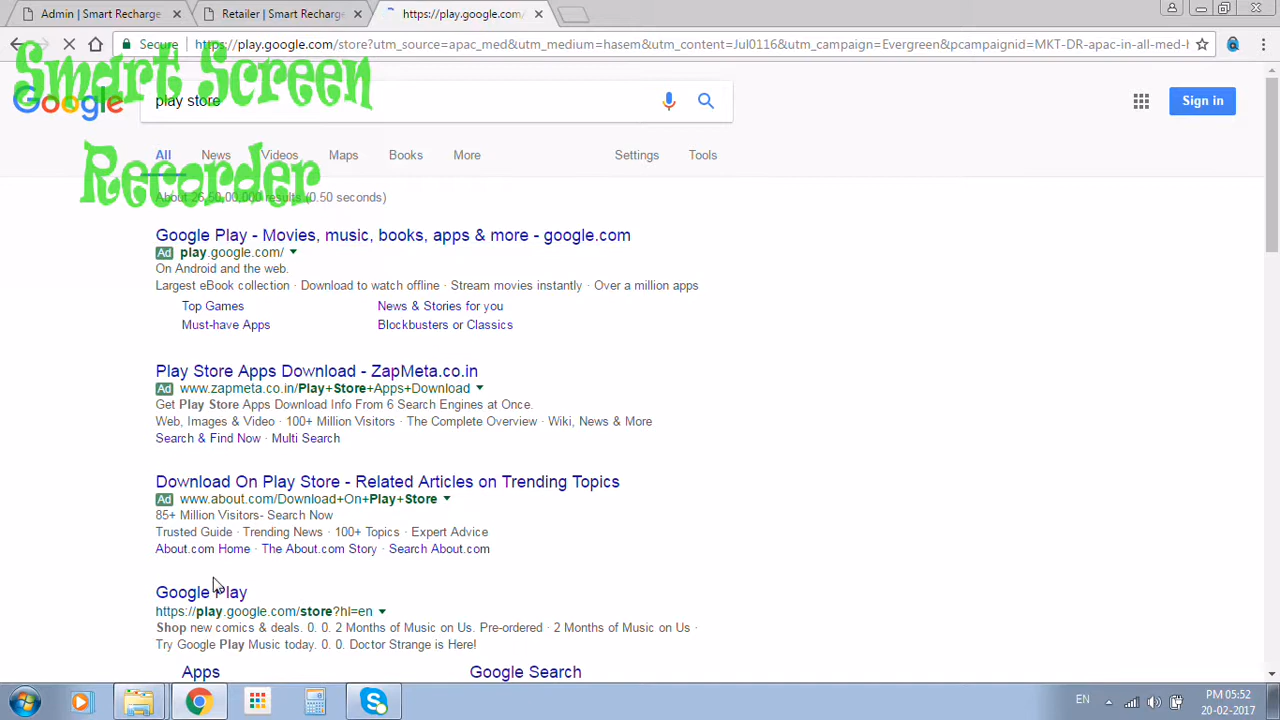 Admin | Smart Recharge
Retailer | Smart Recharge
https://play.google.com/
Secure
https://play.google.com/store?utm_source=apac_med&utm_medium=hasem&utm_content=Jul0116&utm_campaign=Evergreen&pcampaignid=MKT-DR-apac-in-all-med-h
Smart Screen
Recorder
Google
play store
Sign in
All
News
Videos
Maps
Books
More
Settings
Tools
About 26,50,00,000 results (0.50 seconds)
Google Play - Movies, music, books, apps & more - google.com
Ad play.google.com/
On Android and the web.
Largest eBook collection · Download to watch offline · Stream movies instantly · Over a million apps
Top Games
News & Stories for you
Must-have Apps
Blockbusters or Classics
Play Store Apps Download - ZapMeta.co.in
Ad www.zapmeta.co.in/Play+Store+Apps+Download
Get Play Store Apps Download Info From 6 Search Engines at Once.
Web, Images & Video · 100+ Million Visitors · The Complete Overview · Wiki, News & More
Search & Find Now · Multi Search
Download On Play Store - Related Articles on Trending Topics
Ad www.about.com/Download+On+Play+Store
85+ Million Visitors- Search Now
Trusted Guide · Trending News · 100+ Topics · Expert Advice
About.com Home · The About.com Story · Search About.com
Google Play
https://play.google.com/store?hl=en
Shop new comics & deals. 0. 0. 2 Months of Music on Us. Pre-ordered · 2 Months of Music on Us ·
Try Google Play Music today. 0. 0. Doctor Strange is Here!
Apps
Google Search
EN
PM 05:52
20-02-2017